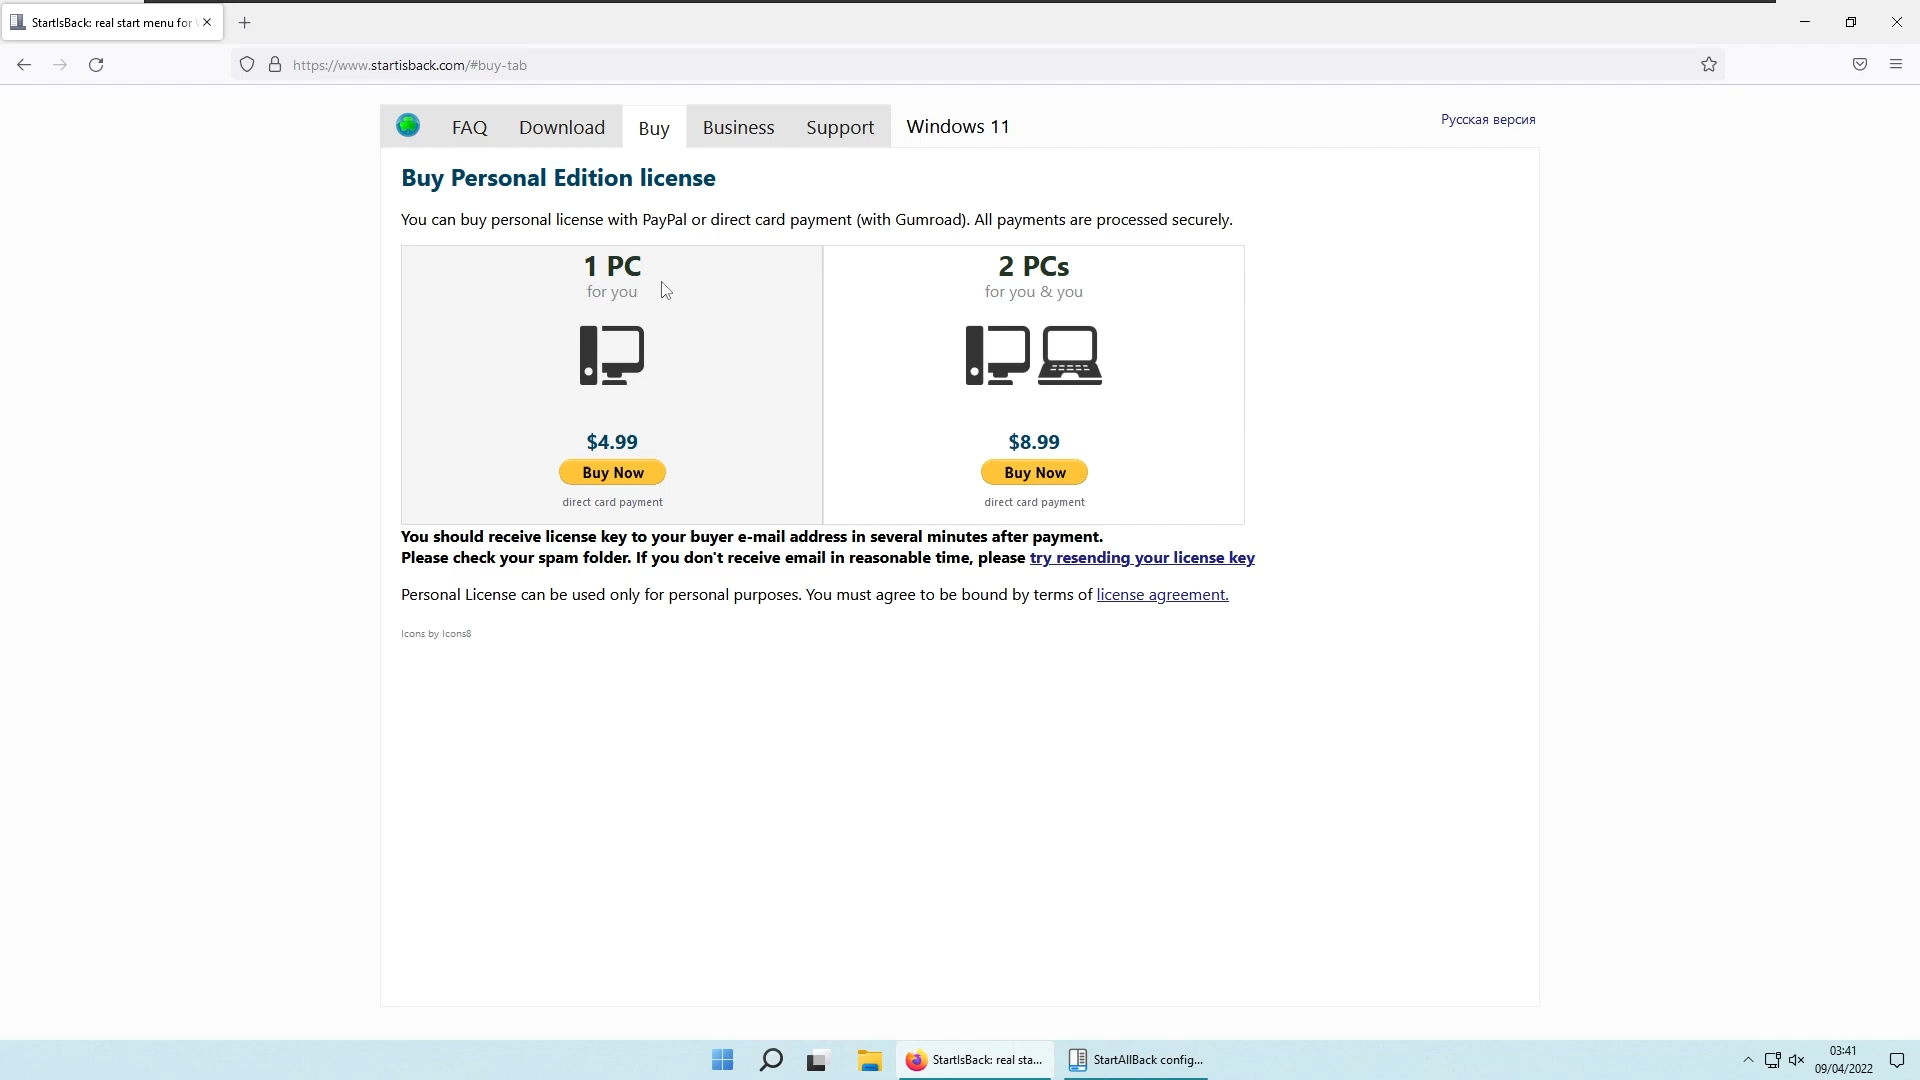 StartIsBack: real start menu for
https://www.startisback.com/#buy-tab
FAQ
Download
Buy
Business
Support
Windows 11
Русская версия
Buy Personal Edition license
You can buy personal license with PayPal or direct card payment (with Gumroad). All payments are processed securely.
1 PC
for you
$4.99
Buy Now
direct card payment
2 PCs
for you & you
$8.99
Buy Now
direct card payment
You should receive license key to your buyer e-mail address in several minutes after payment.
Please check your spam folder. If you don't receive email in reasonable time, please try resending your license key
Personal License can be used only for personal purposes. You must agree to be bound by terms of license agreement.
Icons by Icons8
StartIsBack: real sta...
StartAllBack config...
03:41
09/04/2022